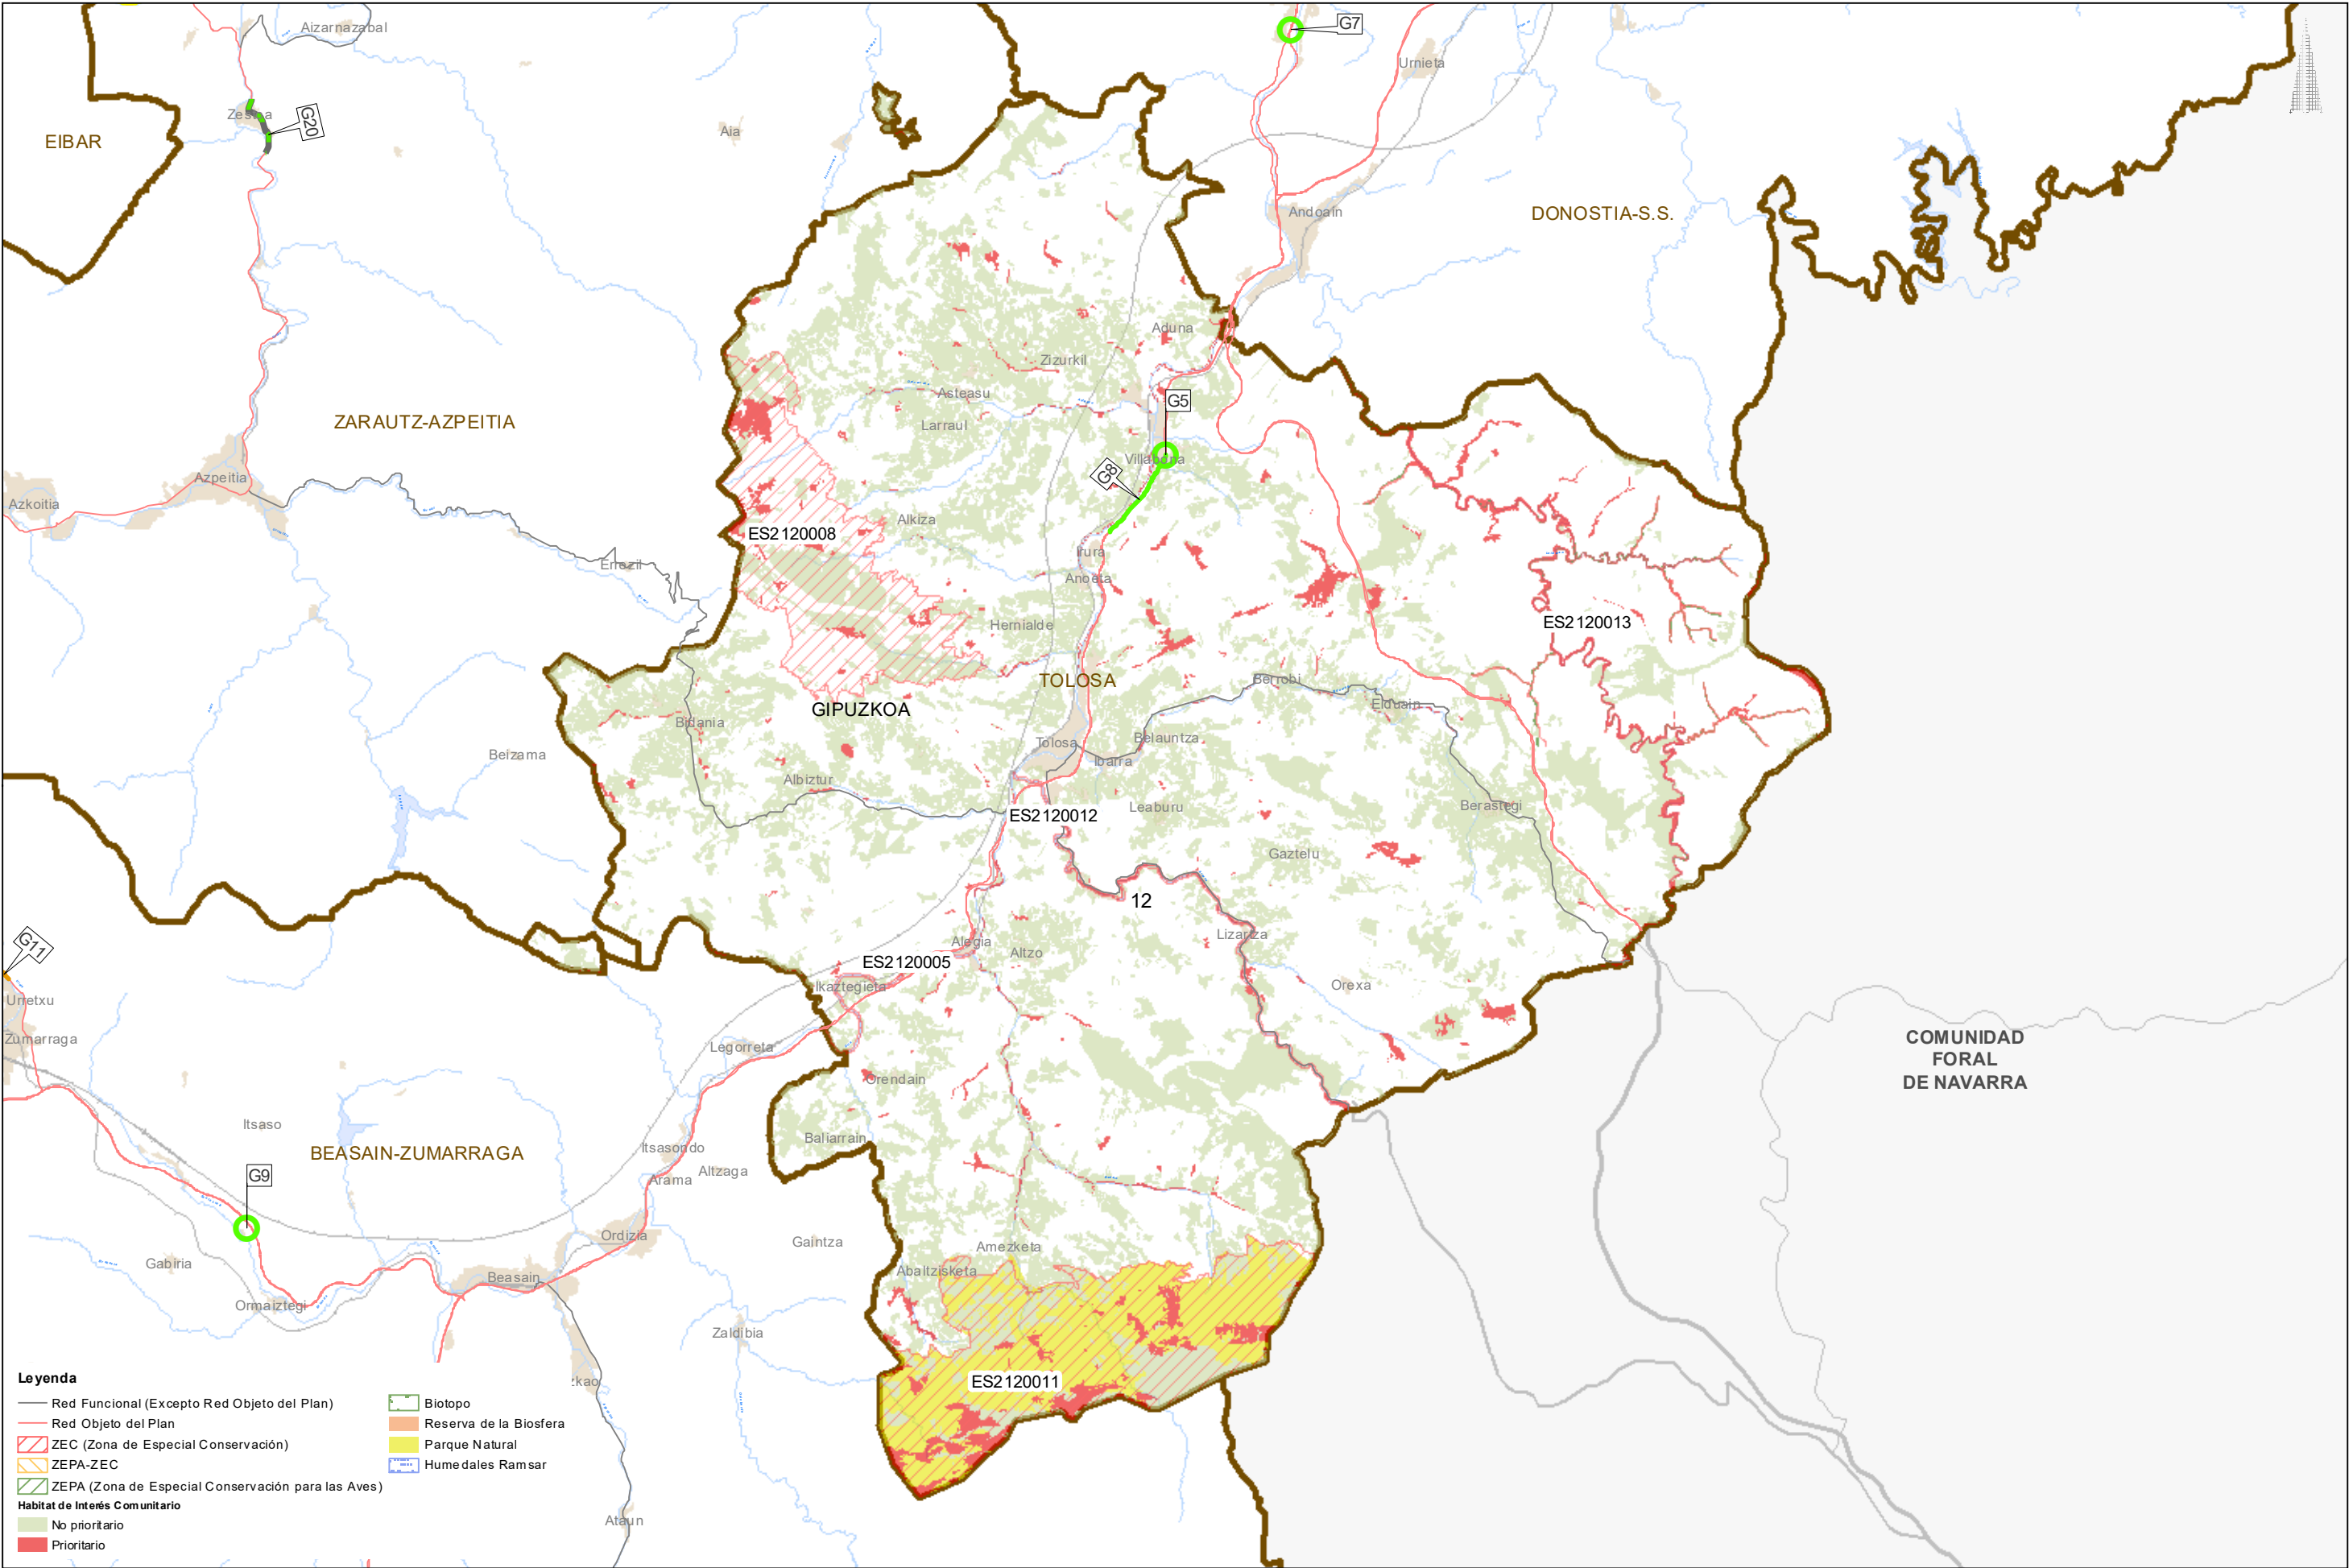 Aizarnazabal
G7
Urnieta
Zestoa
G20
EIBAR
Aia
Andoain
DONOSTIA-S.S.
Aduna
Zizurkil
Asteasu
G5
ZARAUTZ-AZPEITIA
Larraul
Villabona
G8
Azpeitia
Azkoitia
Alkiza
ES2120008
Irura
Errezil
Anoeta
Hernialde
ES2120013
TOLOSA
Berrobi
GIPUZKOA
Elduain
Bidania
Belauntza
Tolosa
Beizama
Ibarra
Albiztur
Leaburu
Berastegi
ES2120012
Gaztelu
12
Lizartza
G11
Alegia
Altzo
ES2120005
Ikaztegieta
Orexa
Urretxu
Zumarraga
COMUNIDAD
FORAL
DE NAVARRA
Legorreta
Orendain
Itsaso
Baliarrain
BEASAIN-ZUMARRAGA
Itsasondo
G9
Altzaga
Arama
Ordizia
Gaintza
Amezketa
Gabiria
Abaltzisketa
Beasain
Ormaiztegi
Zaldibia
ES2120011
zkao
Ataun
Leyenda
Red Funcional (Excepto Red Objeto del Plan)
Red Objeto del Plan
ZEC (Zona de Especial Conservación)
ZEPA-ZEC
ZEPA (Zona de Especial Conservación para las Aves)
Habitat de Interés Comunitario
No prioritario
Prioritario
Biotopo
Reserva de la Biosfera
Parque Natural
Humedales Ramsar